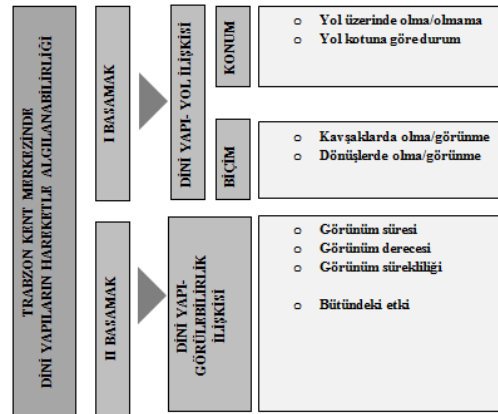 TRABZON KENT MERKEZİNDE
DİNİ YAPILARIN HAREKETLE ALGILANABİLİRLİĞİ
I BASAMAK
DİNİ YAPI- YOL İLİŞKİSİ
KONUM
o Yol üzerinde olma/olmama
o Yol kotuna göre durum
BİÇİM
o Kavşaklarda olma/görünme
o Dönüşlerde olma/görünme
II BASAMAK
DİNİ YAPI-
GÖRÜLEBİLİRLİK
İLİŞKİSİ
o Görünüm süresi
o Görünüm derecesi
o Görünüm sürekliliği
o Bütündeki etki